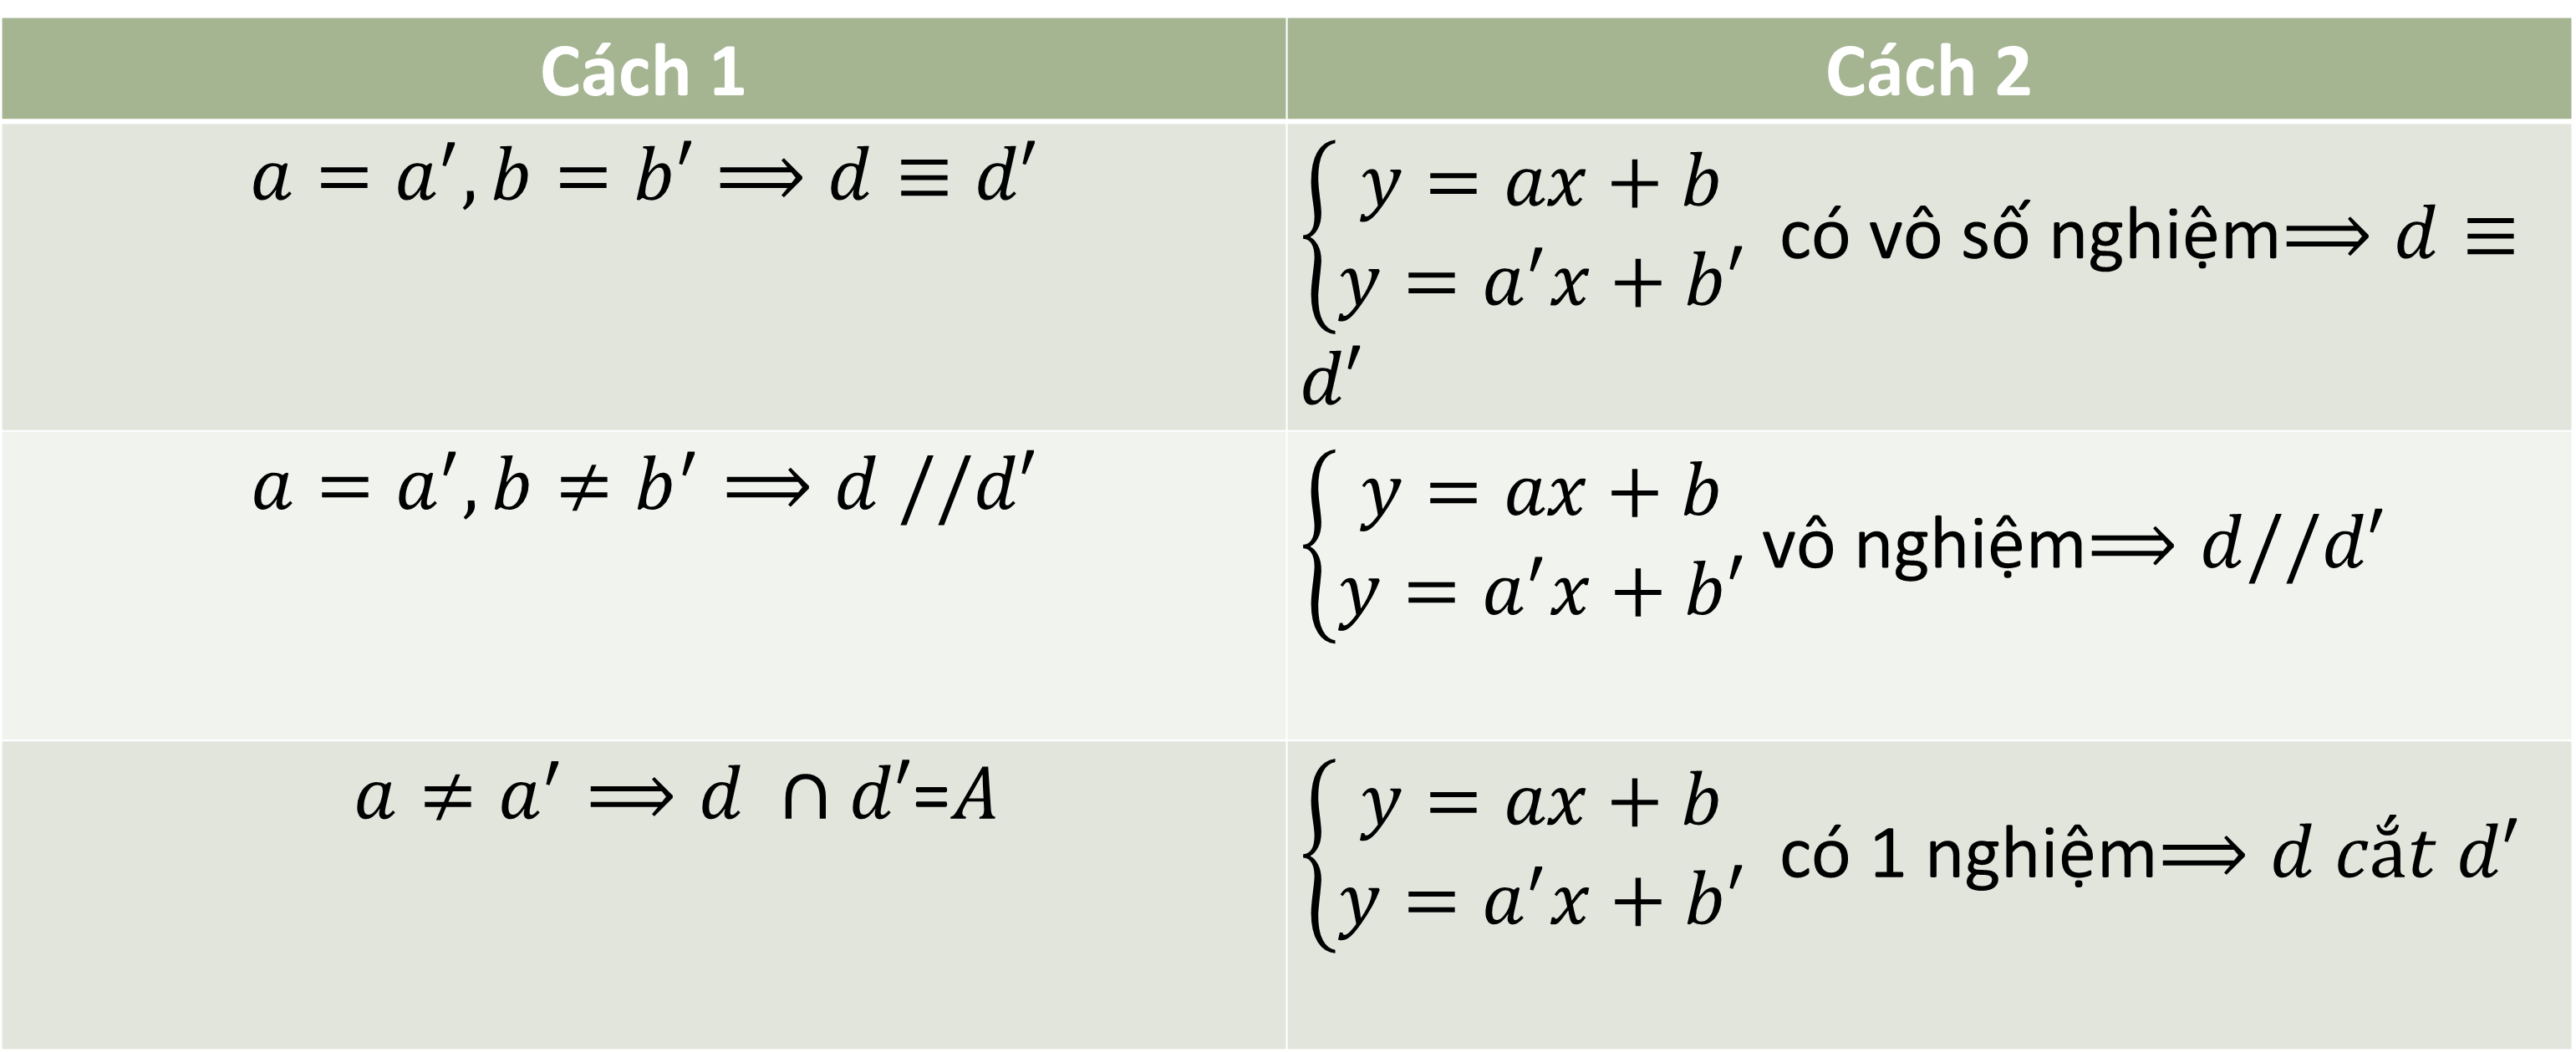 Cách 1
Cách 2
a = a′, b = b′ ⟹ d ≡ d′
{ y = ax + b
y = a′x + b′ có vô số nghiệm⟹ d ≡
d′
a = a′, b ≠ b′ ⟹ d //d′
{ y = ax + b
y = a′x + b′ vô nghiệm⟹ d//d′
a ≠ a′ ⟹ d ∩ d′=A
{ y = ax + b
y = a′x + b′ có 1 nghiệm⟹ d cắt d′